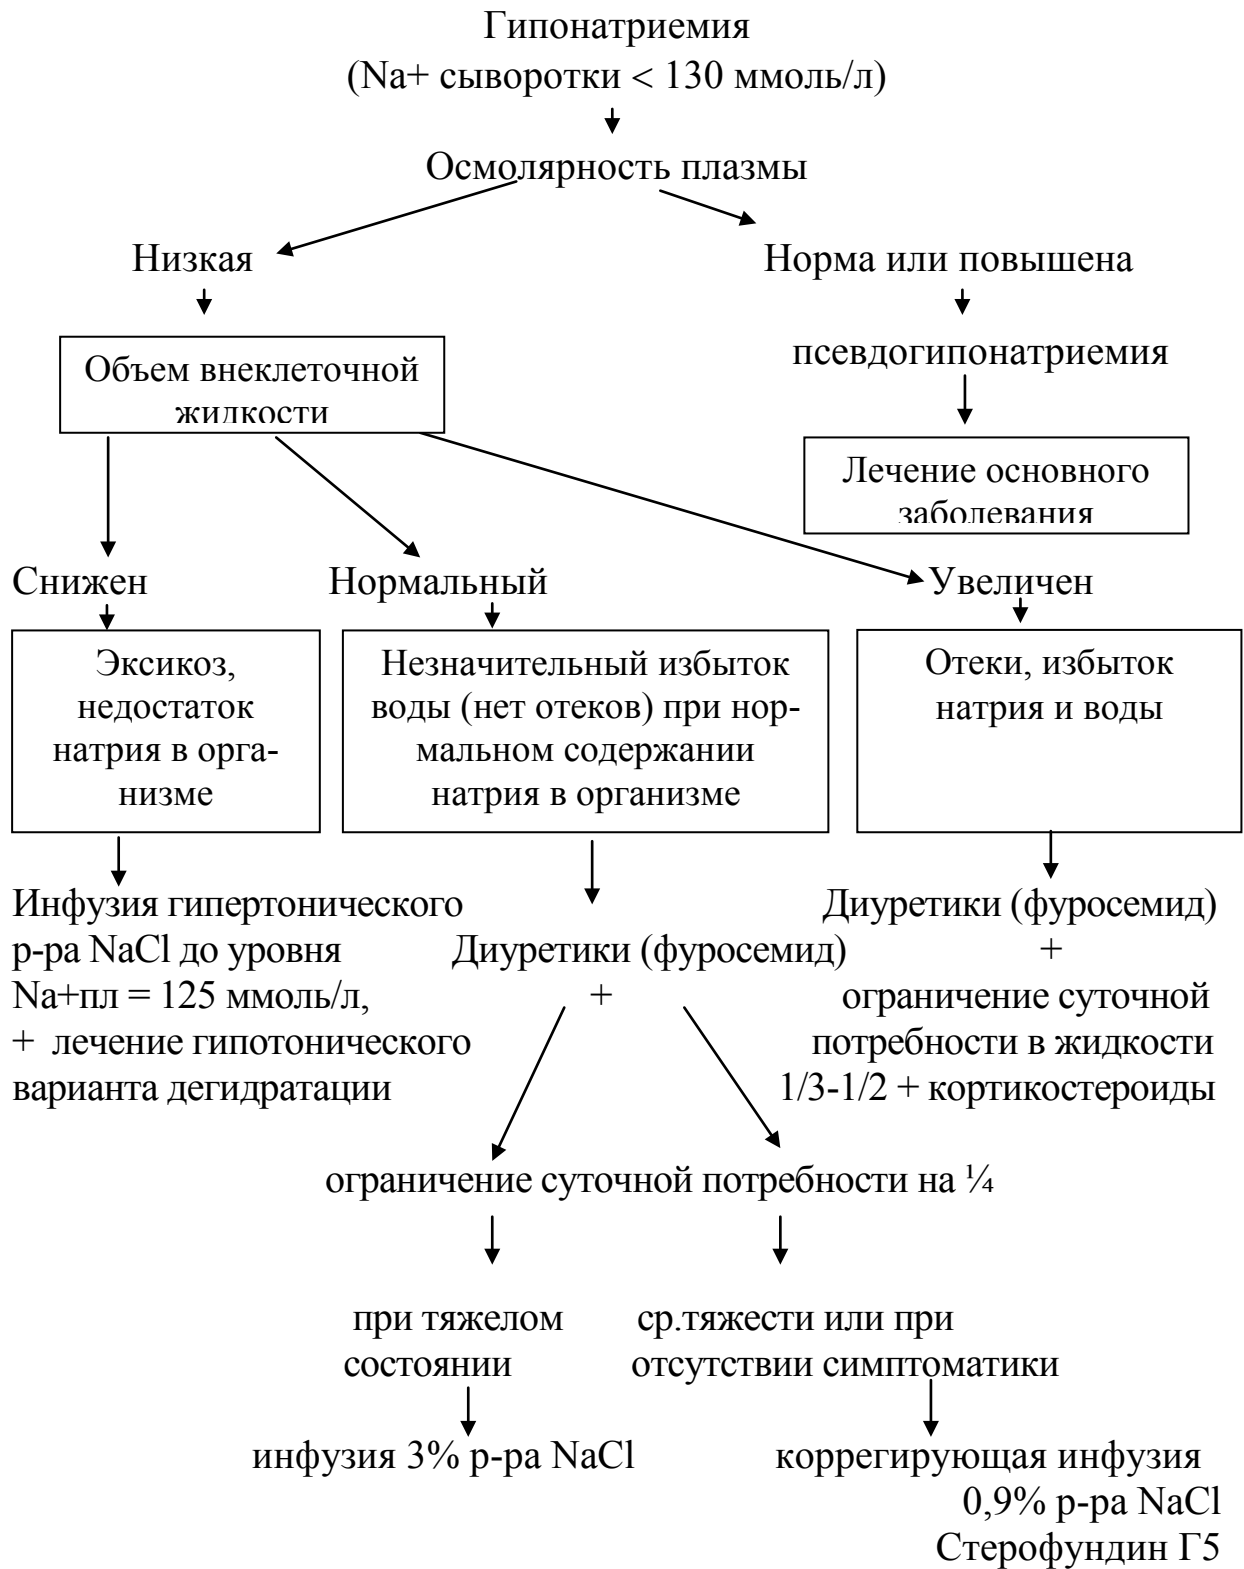 Гипонатриемия
(Na+ сыворотки < 130 ммоль/л)
Осмолярность плазмы
Низкая
Норма или повышена
Объем внеклеточной
жидкости
псевдогипонатриемия
Лечение основного
заболевания
Снижен
Нормальный
Увеличен
Эксикоз,
недостаток
натрия в орга-
низме
Незначительный избыток
воды (нет отеков) при нор-
мальном содержании
натрия в организме
Отеки, избыток
натрия и воды
Инфузия гипертонического
р-ра NaCl до уровня
Na+пл = 125 ммоль/л,
+ лечение гипотонического
варианта дегидратации
Диуретики (фуросемид)
+
Диуретики (фуросемид)
+
ограничение суточной
потребности в жидкости
1/3-1/2 + кортикостероиды
ограничение суточной потребности на ¼
при тяжелом
состоянии
ср.тяжести или при
отсутствии симптоматики
инфузия 3% р-ра NaCl
коррегирующая инфузия
0,9% р-ра NaCl
Стерофундин Г5